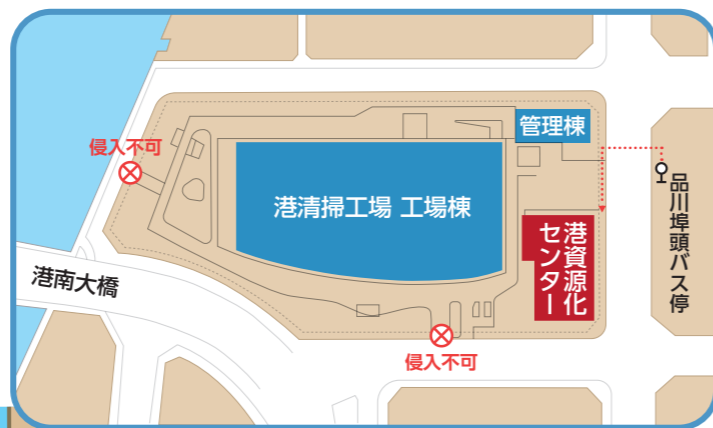 管理棟
侵入不可
港清掃工場 工場棟
品川埠頭バス停
港資源化
センター
港南大橋
侵入不可